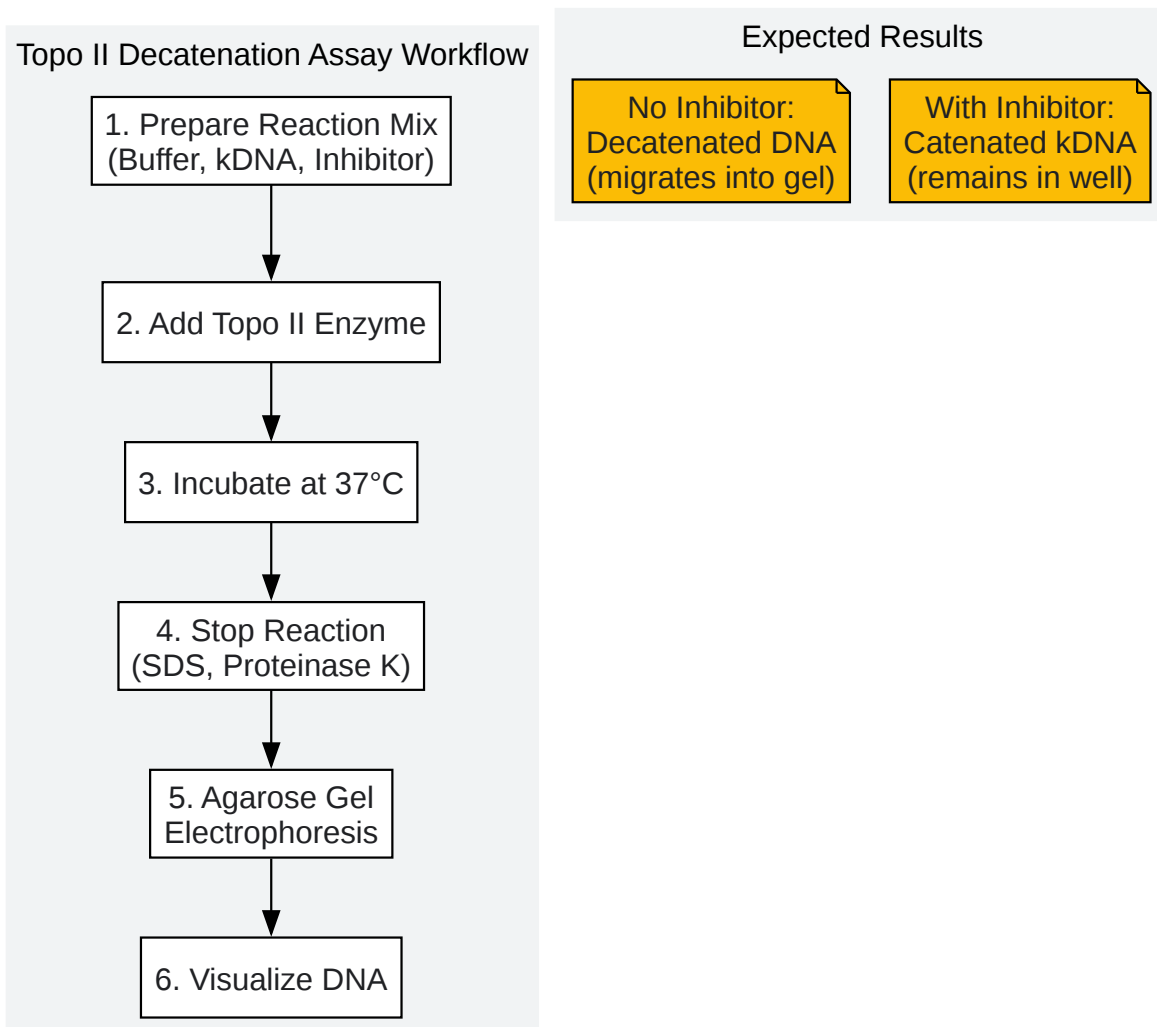 Topo II Decatenation Assay Workflow
1. Prepare Reaction Mix
(Buffer, kDNA, Inhibitor)
2. Add Topo II Enzyme
3. Incubate at 37°C
4. Stop Reaction
(SDS, Proteinase K)
5. Agarose Gel
Electrophoresis
6. Visualize DNA
Expected Results
No Inhibitor:
Decatenated DNA
(migrates into gel)
With Inhibitor:
Catenated kDNA
(remains in well)